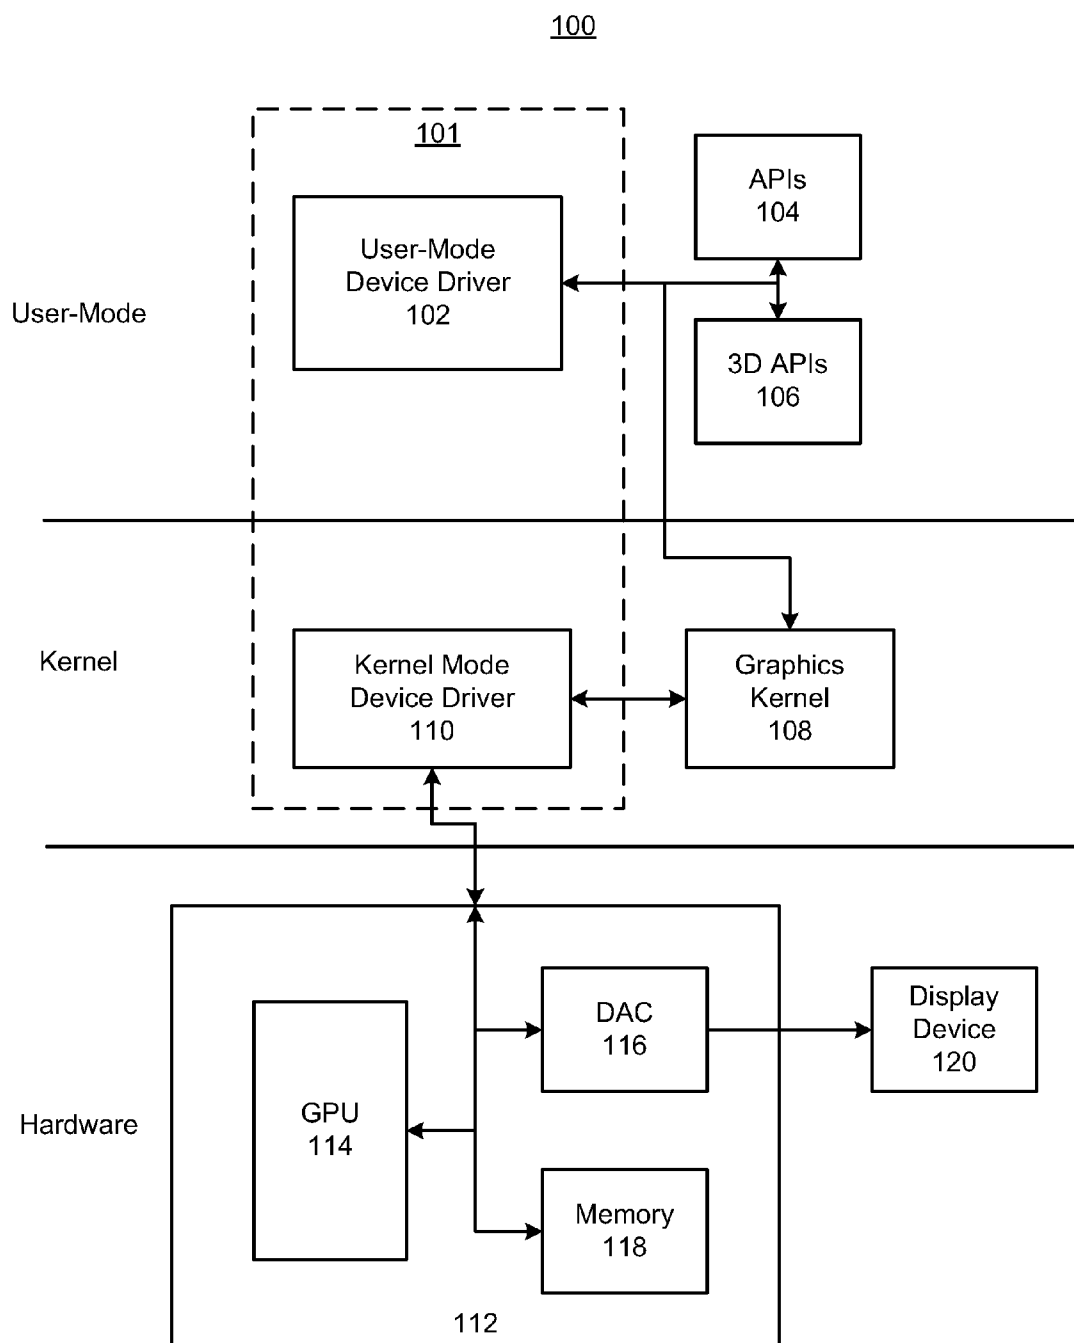 100
101
User-Mode
Device Driver
102
APIs
104
3D APIs
106
User-Mode
Kernel
Kernel Mode
Device Driver
110
Graphics
Kernel
108
Hardware
GPU
114
DAC
116
Memory
118
Display
Device
120
112